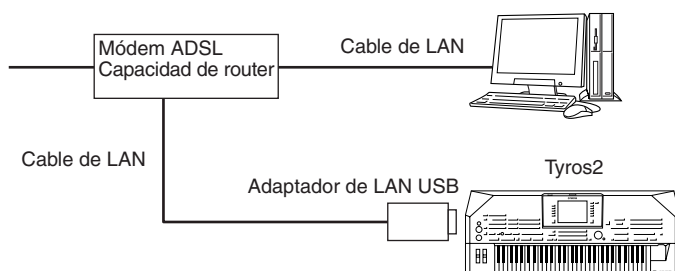 Módem ADSL
Capacidad de router
Cable de LAN
Cable de LAN
Adaptador de LAN USB
Tyros2